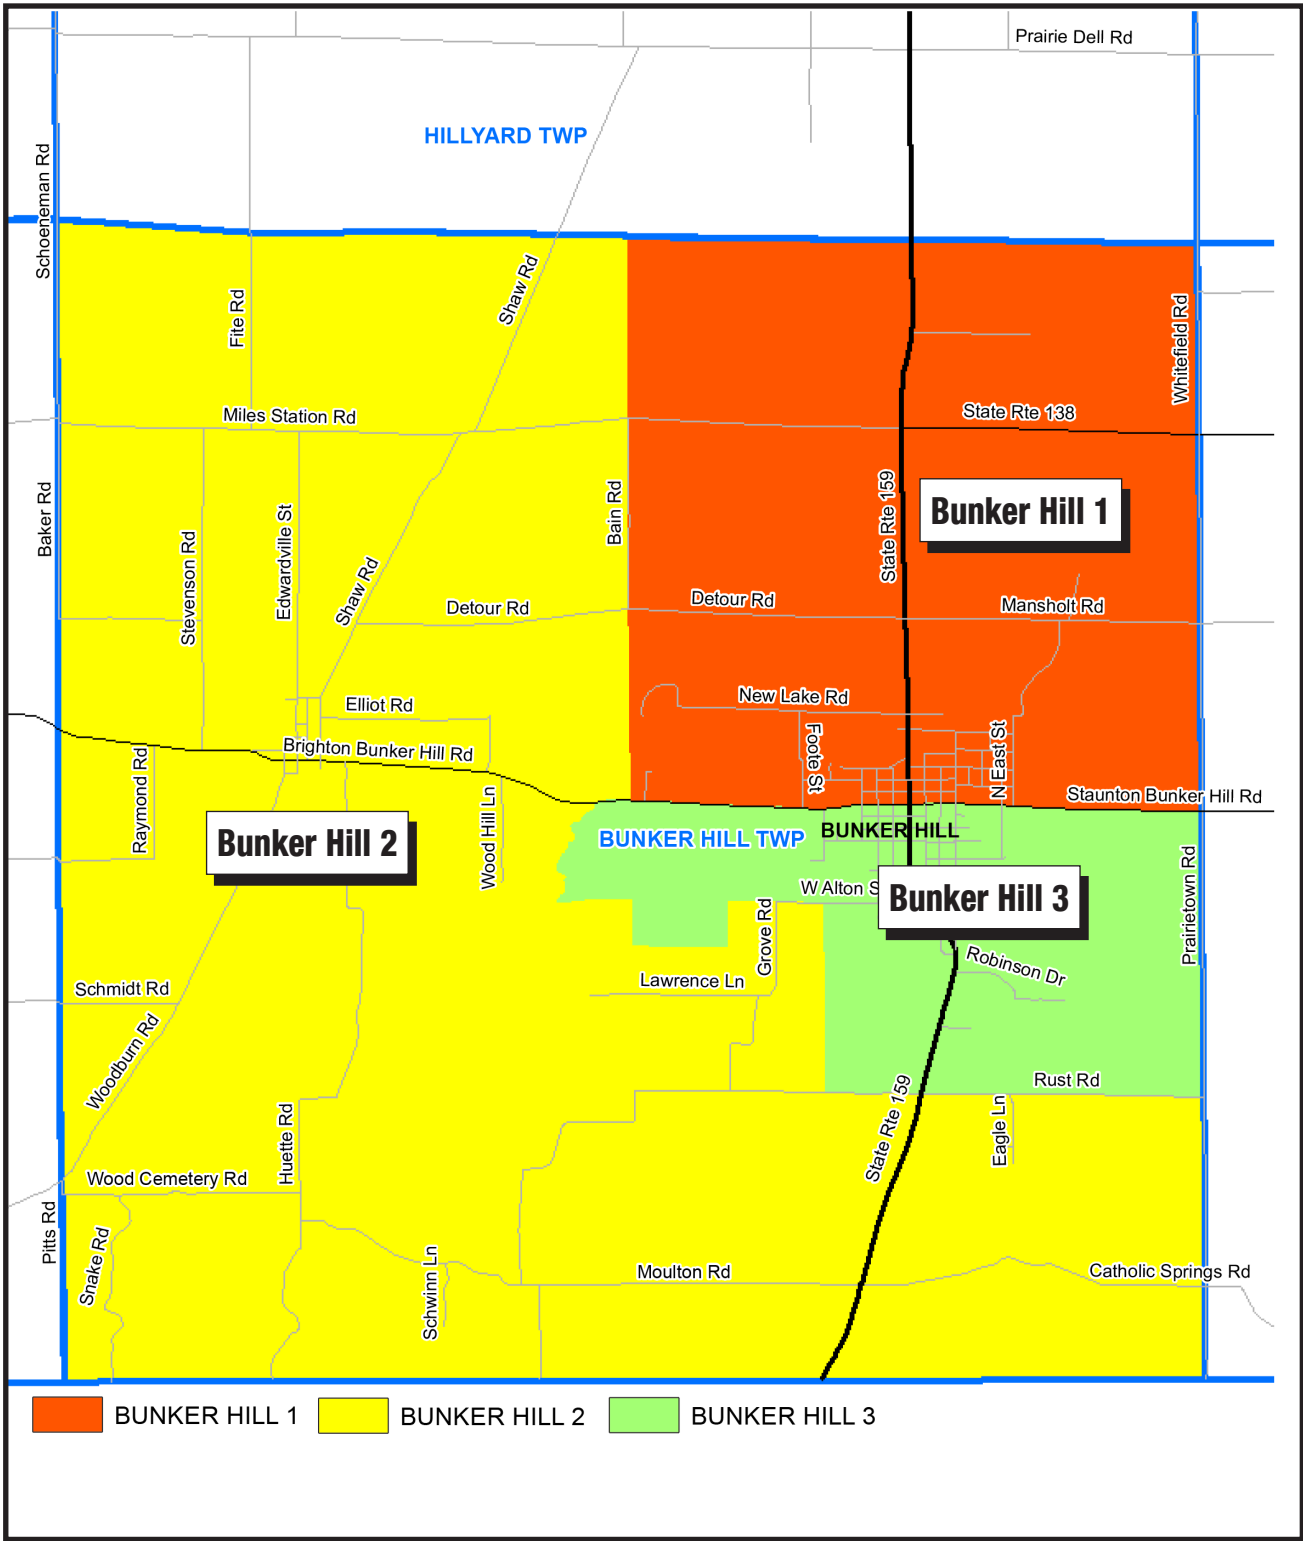 Prairie Dell Rd
HILLYARD TWP
Schoeneman Rd
Shaw Rd
Fite Rd
Whitefield Rd
Miles Station Rd
State Rte 138
Baker Rd
Bain Rd
State Rte 159
Bunker Hill 1
Edwardville St
Stevenson Rd
Shaw Rd
Detour Rd
Detour Rd
Mansholt Rd
Elliot Rd
New Lake Rd
Foote St
N East St
Brighton Bunker Hill Rd
Raymond Rd
Wood Hill Ln
Staunton Bunker Hill Rd
Bunker Hill 2
BUNKER HILL TWP
BUNKER HILL
W Alton S
Bunker Hill 3
Prairietown Rd
Grove Rd
Robinson Dr
Lawrence Ln
Schmidt Rd
Woodburn Rd
Rust Rd
State Rte 159
Eagle Ln
Huette Rd
Wood Cemetery Rd
Pitts Rd
Snake Rd
Schwinn Ln
Moulton Rd
Catholic Springs Rd
BUNKER HILL 1
BUNKER HILL 2
BUNKER HILL 3